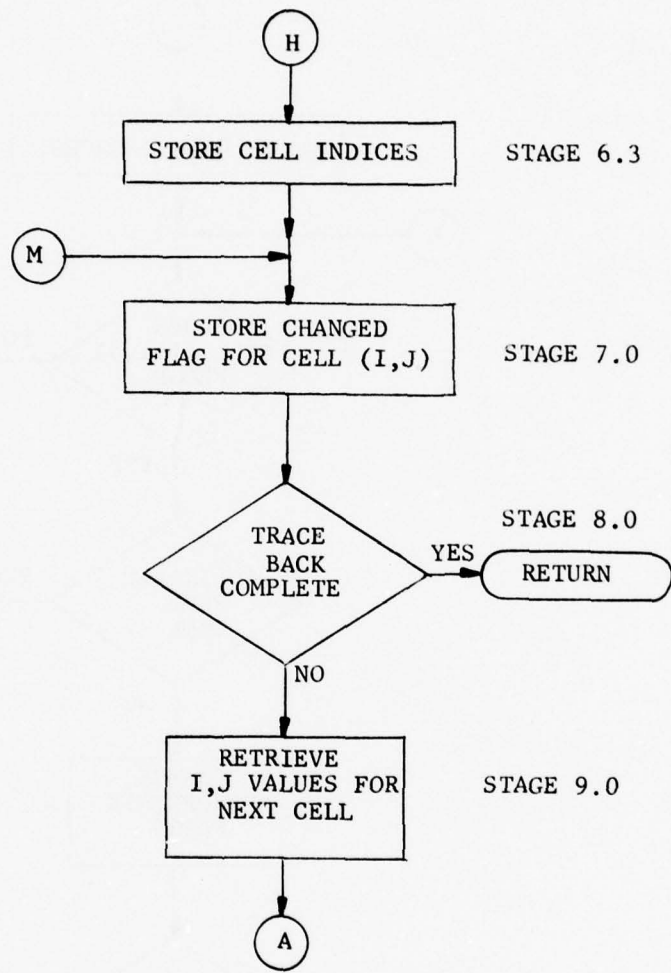 H
STORE CELL INDICES
STAGE 6.3
M
STORE CHANGED
FLAG FOR CELL (I,J)
STAGE 7.0
TRACE
BACK
COMPLETE
YES
STAGE 8.0
RETURN
NO
RETRIEVE
I,J VALUES FOR
NEXT CELL
STAGE 9.0
A